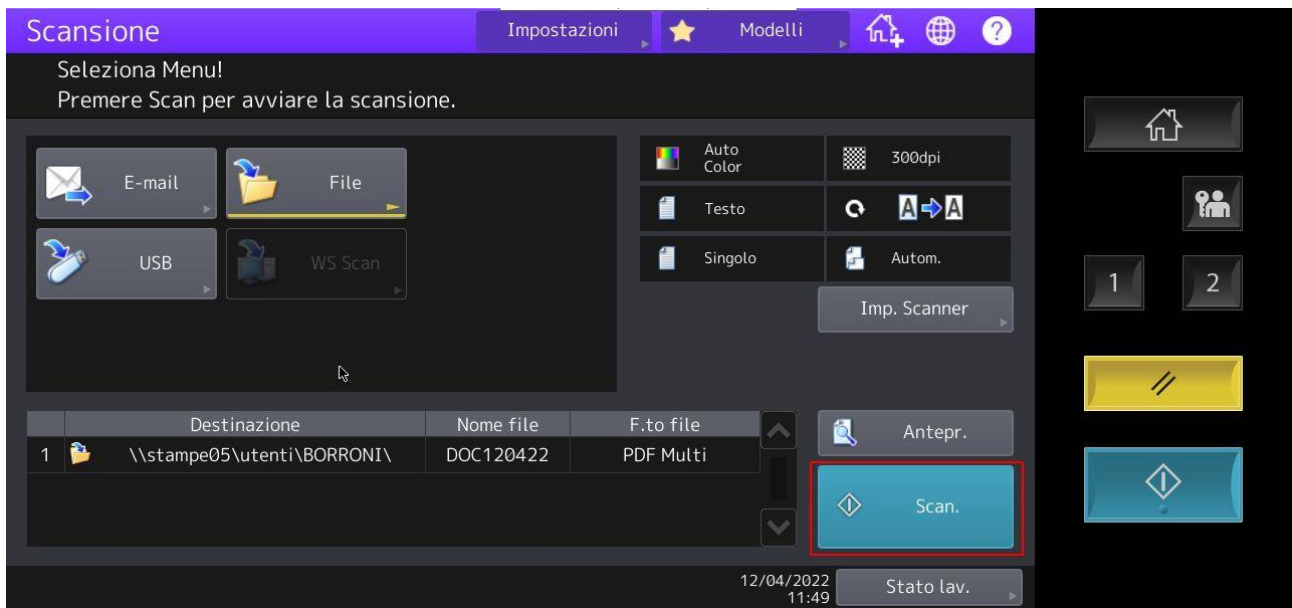 Scansione
Impostazioni
Modelli
?
Seleziona Menu!
Premere Scan per avviare la scansione.
E-mail
File
USB
WS Scan
Auto
Color
300dpi
Testo
A A
Singolo
Autom.
Imp. Scanner
1
2
Destinazione Nome file F.to file
1 \\stampe05\utenti\BORRONI\ DOC120422 PDF Multi
Antepr.
Scan.
12/04/2022
11:49
Stato lav.